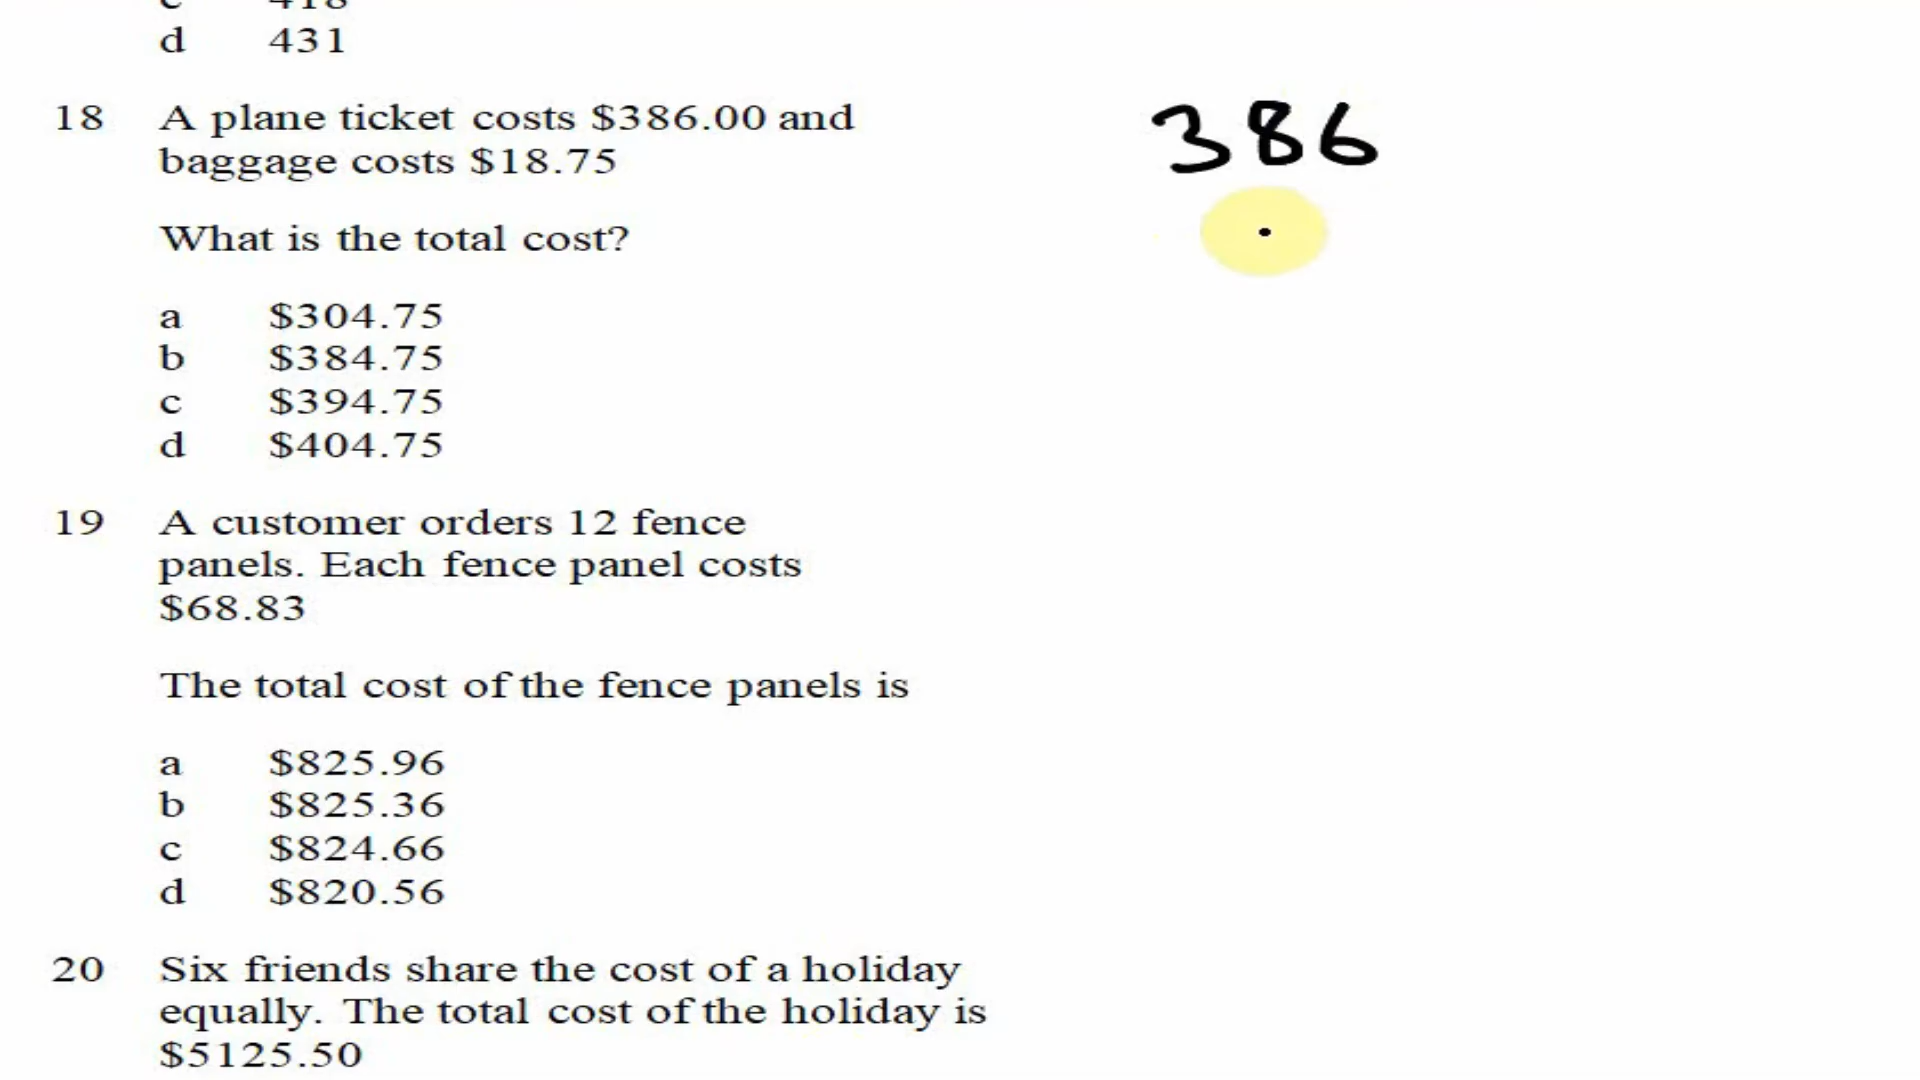 c 418
d 431
18 A plane ticket costs $386.00 and
baggage costs $18.75
What is the total cost?
a $304.75
b $384.75
c $394.75
d $404.75
386
19 A customer orders 12 fence
panels. Each fence panel costs
$68.83
The total cost of the fence panels is
a $825.96
b $825.36
c $824.66
d $820.56
20 Six friends share the cost of a holiday
equally. The total cost of the holiday is
$5125.50